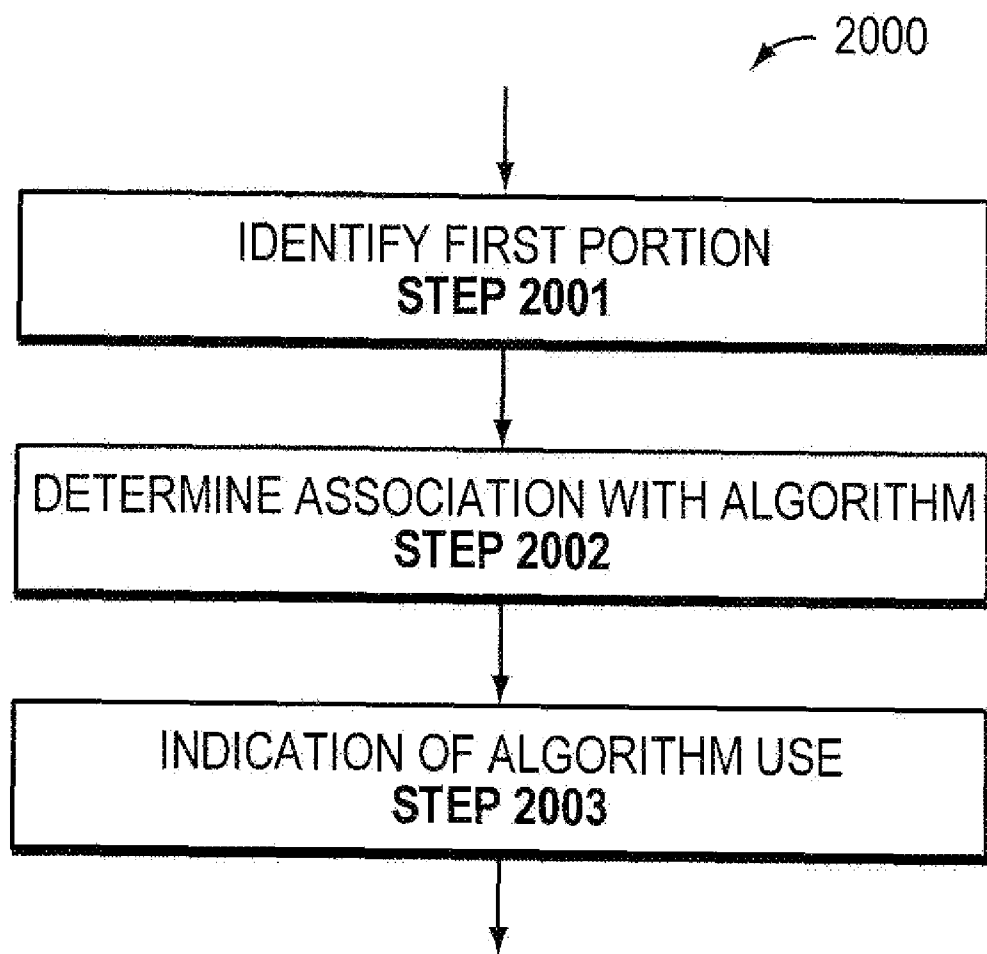 2000
IDENTIFY FIRST PORTION
STEP 2001
DETERMINE ASSOCIATION WITH ALGORITHM
STEP 2002
INDICATION OF ALGORITHM USE
STEP 2003